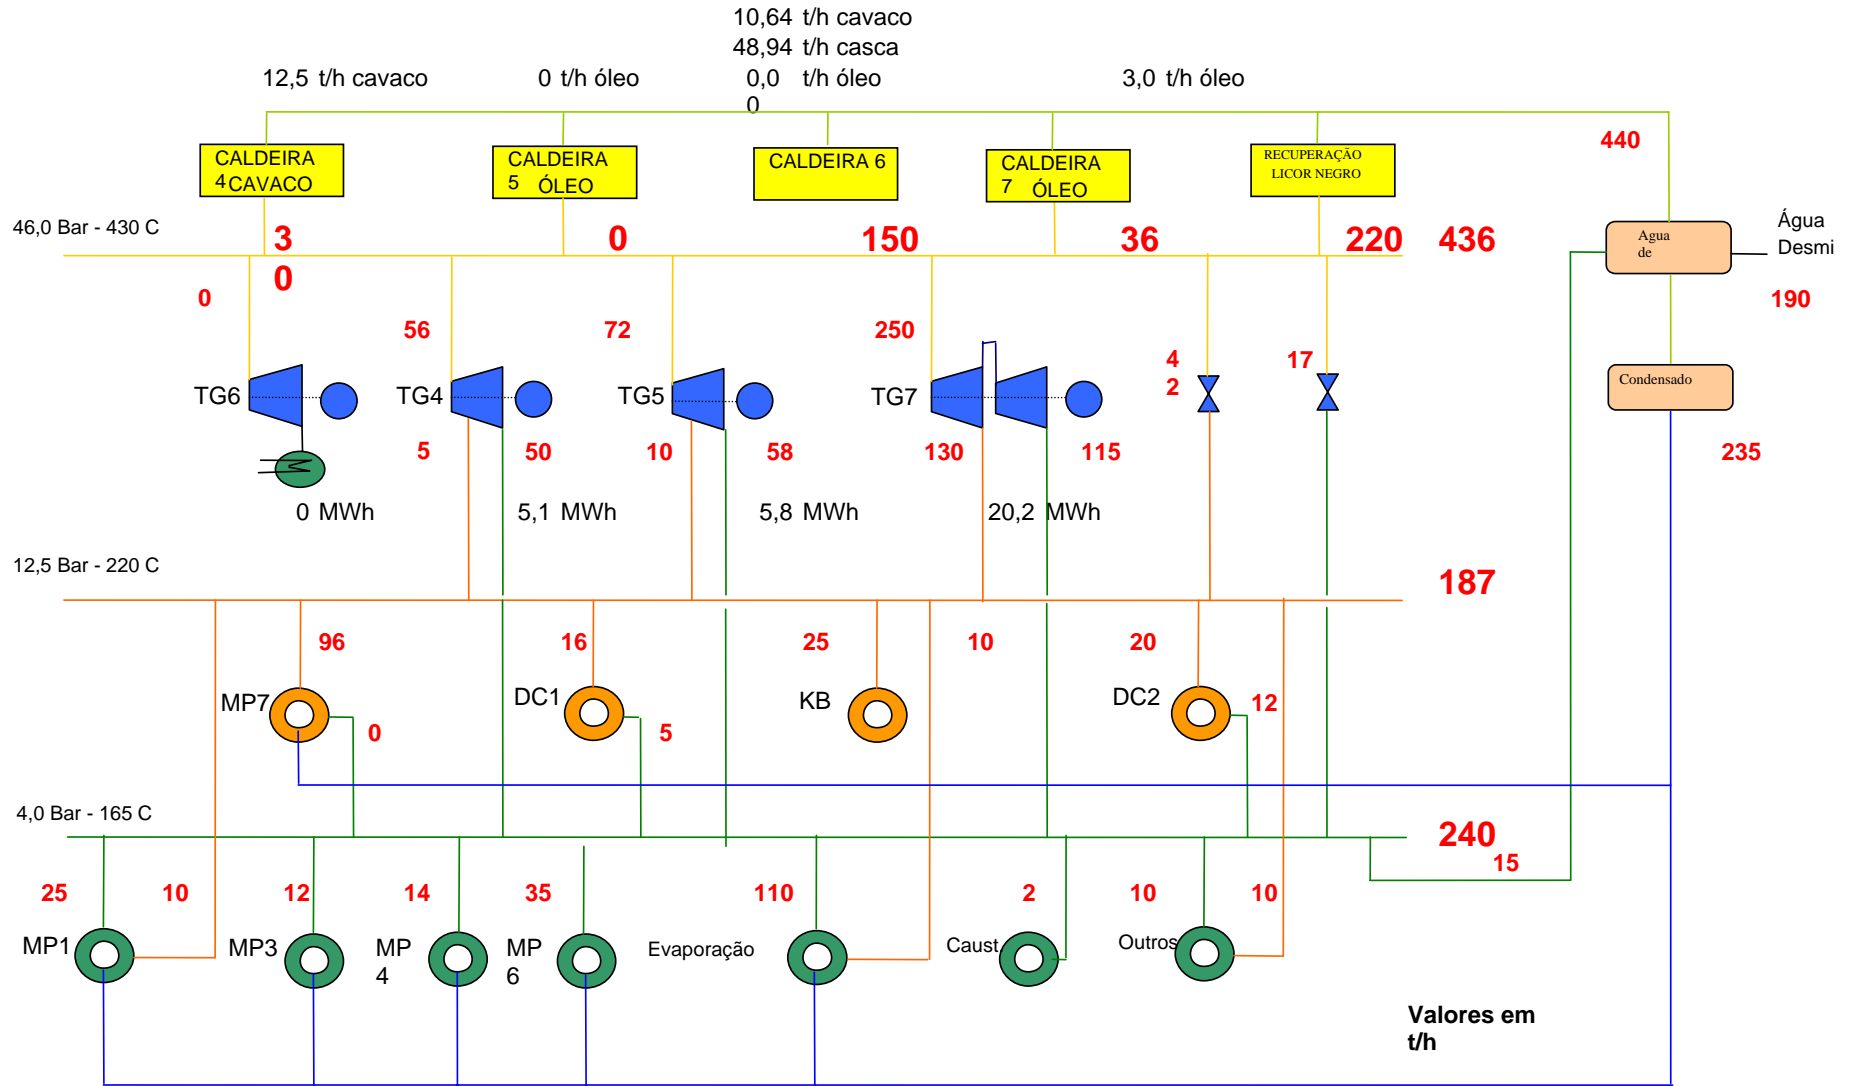 10,64 t/h cavaco
48,94 t/h casca
12,5 t/h cavaco
0 t/h óleo
0,0 t/h óleo
0
3,0 t/h óleo
440
CALDEIRA
4 CAVACO
CALDEIRA
5 ÓLEO
CALDEIRA 6
CALDEIRA
7 ÓLEO
RECUPERAÇÃO
LICOR NEGRO
46,0 Bar - 430 C
3
0
0
150
36
220
436
Agua
de
Água
Desmi
190
0
56
72
250
4
2
17
TG6
TG4
TG5
TG7
Condensado
5
50
10
58
130
115
235
0 MWh
5,1 MWh
5,8 MWh
20,2 MWh
12,5 Bar - 220 C
187
96
16
25
10
20
MP7
DC1
KB
DC2
0
5
12
4,0 Bar - 165 C
240
15
25
10
12
14
35
110
2
10
10
MP1
MP3
MP
4
MP
6
Evaporação
Caust
Outros
Valores em
t/h